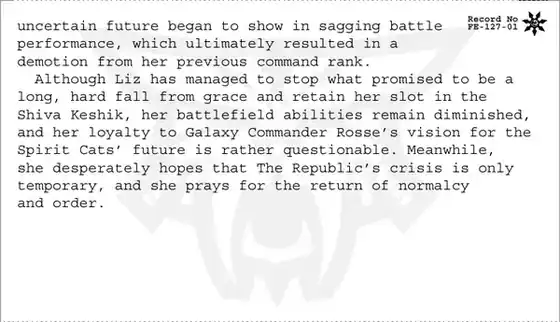 Record No
FE-127-01
uncertain future began to show in sagging battle
performance, which ultimately resulted in a
demotion from her previous command rank.
Although Liz has managed to stop what promised to be a
long, hard fall from grace and retain her slot in the
Shiva Keshik, her battlefield abilities remain diminished,
and her loyalty to Galaxy Commander Rosse’s vision for the
Spirit Cats’ future is rather questionable. Meanwhile,
she desperately hopes that The Republic’s crisis is only
temporary, and she prays for the return of normalcy
and order.